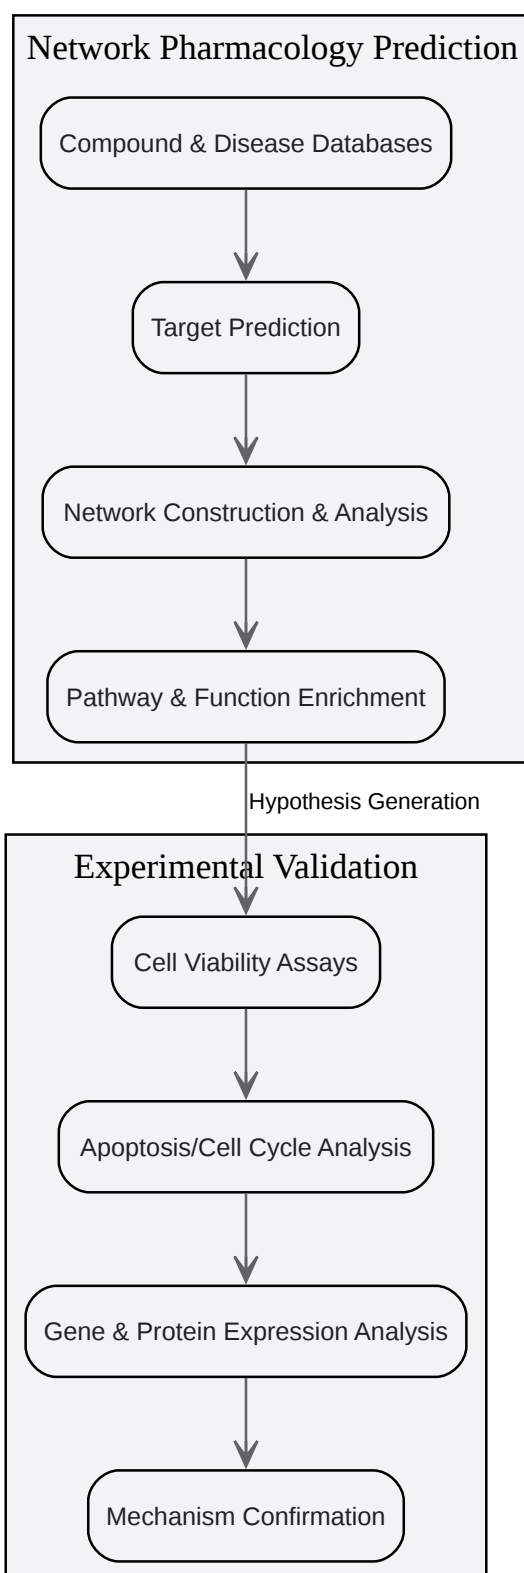 Network Pharmacology Prediction
Compound & Disease Databases
Target Prediction
Network Construction & Analysis
Pathway & Function Enrichment
Hypothesis Generation
Experimental Validation
Cell Viability Assays
Apoptosis/Cell Cycle Analysis
Gene & Protein Expression Analysis
Mechanism Confirmation